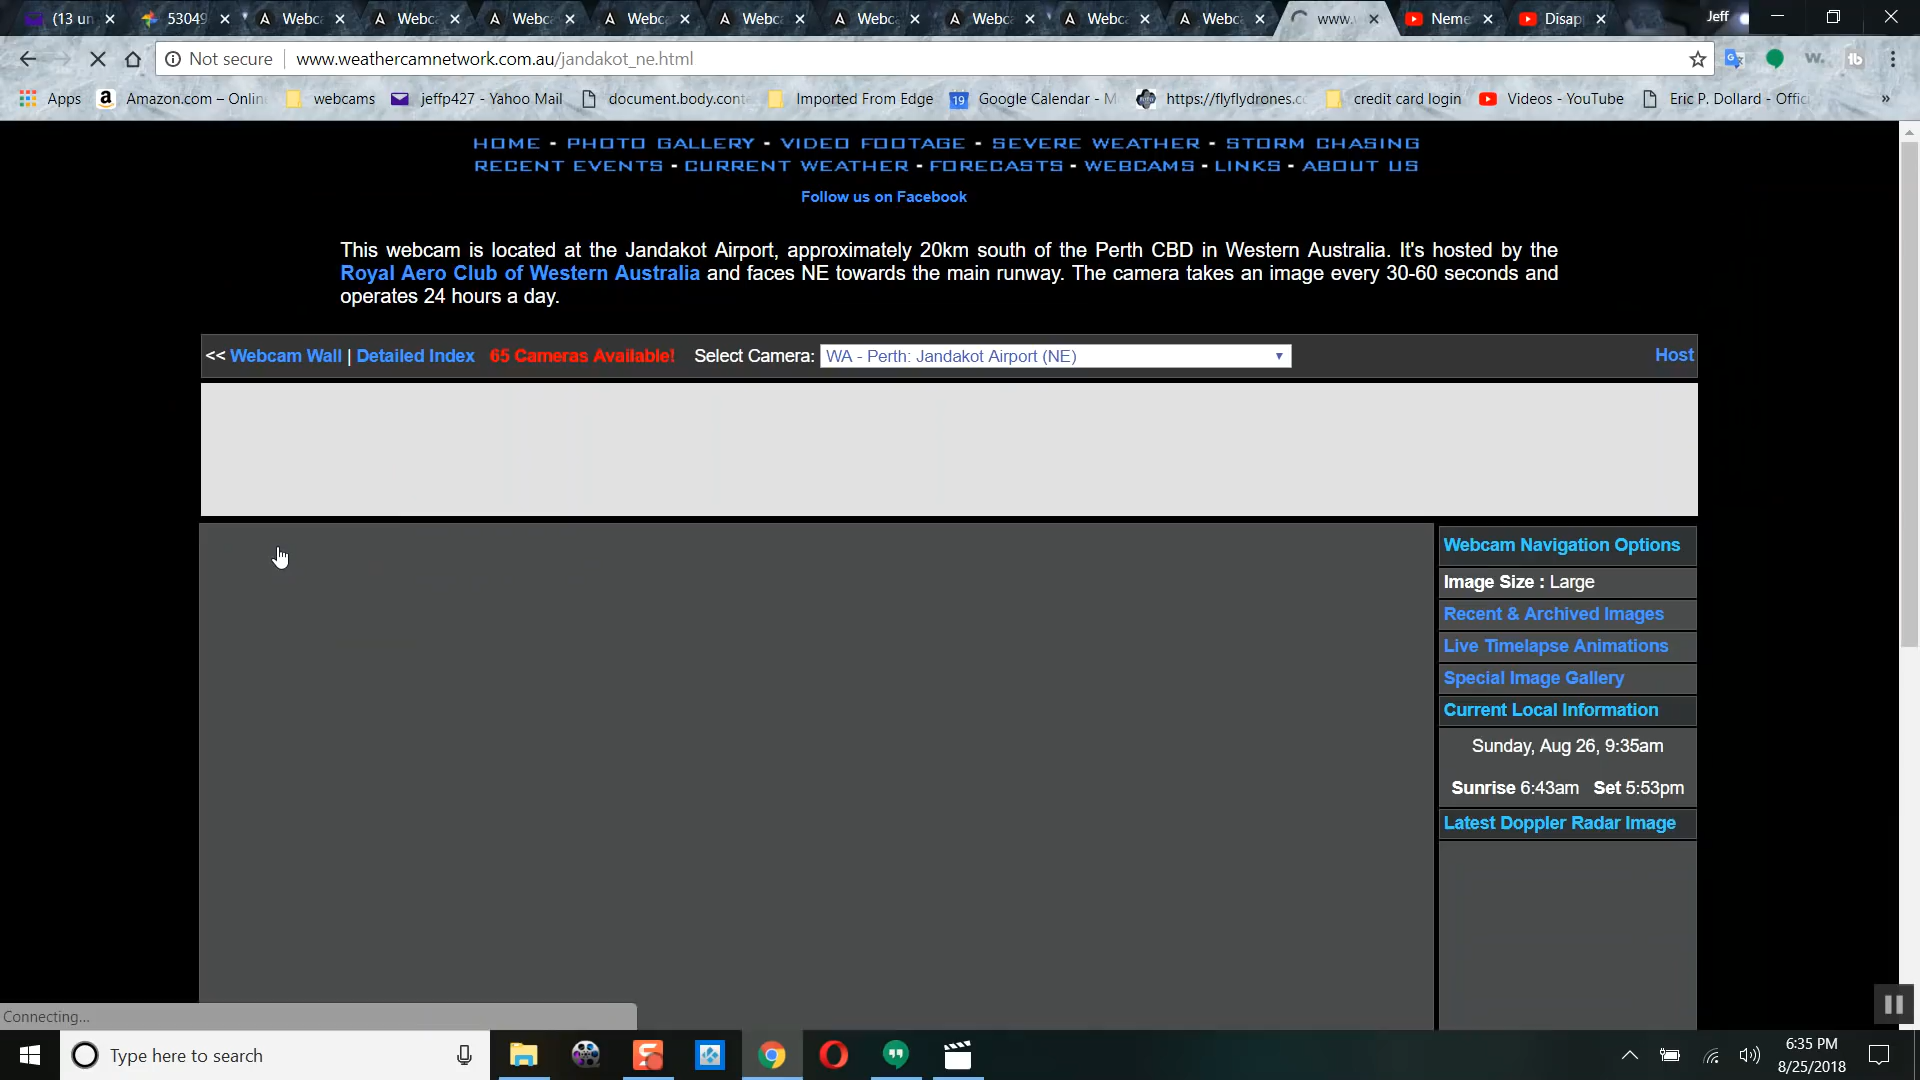 (13 un
53049
Webca
Webc
Webca
Webca
Webca
Webca
Webca
Webca
Webca
www.
Neme
Disap
Jeff
Not secure
www.weathercamnetwork.com.au/jandakot_ne.html
Apps
Amazon.com – Onlin
webcams
jeffp427 - Yahoo Mail
document.body.cont
Imported From Edge
19
Google Calendar - M
https://flyflydrones.c
credit card login
Videos - YouTube
Eric P. Dollard - Offic
»
HOME - PHOTO GALLERY - VIDEO FOOTAGE - SEVERE WEATHER - STORM CHASING
RECENT EVENTS - CURRENT WEATHER - FORECASTS - WEBCAMS - LINKS - ABOUT US
Follow us on Facebook
This webcam is located at the Jandakot Airport, approximately 20km south of the Perth CBD in Western Australia. It's hosted by the
Royal Aero Club of Western Australia and faces NE towards the main runway. The camera takes an image every 30-60 seconds and
operates 24 hours a day.
<< Webcam Wall | Detailed Index 65 Cameras Available! Select Camera: WA - Perth: Jandakot Airport (NE)
Host
Webcam Navigation Options
Image Size : Large
Recent & Archived Images
Live Timelapse Animations
Special Image Gallery
Current Local Information
Sunday, Aug 26, 9:35am
Sunrise 6:43am Set 5:53pm
Latest Doppler Radar Image
Connecting...
Type here to search
6:35 PM
8/25/2018